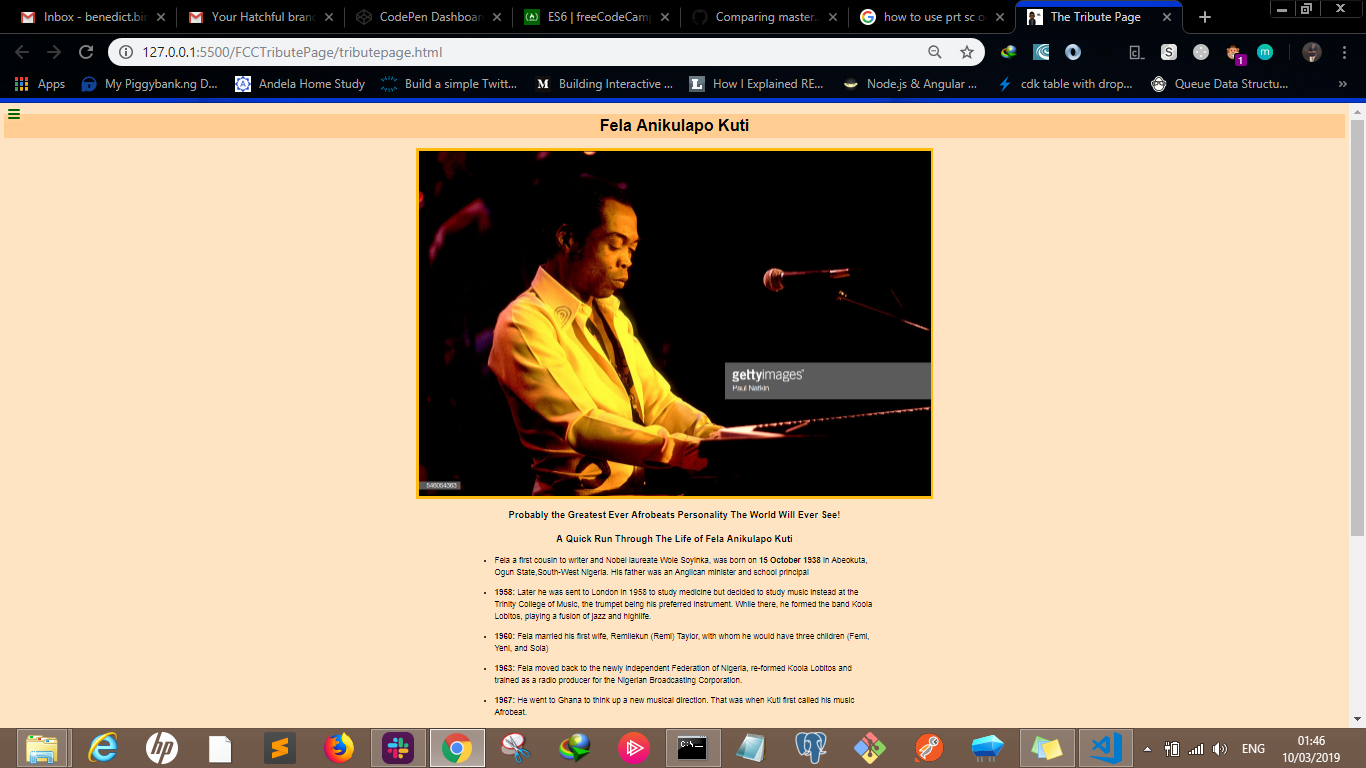 Inbox - benedict.bir
Your Hatchful bran
CodePen Dashboar
ES6 | freeCodeCam
Comparing master.
how to use prt sc o
The Tribute Page
127.0.0.1:5500/FCCTributePage/tributepage.html
Apps
My Piggybank.ng D...
Andela Home Study
Build a simple Twitt...
Building Interactive ...
How I Explained RE...
Node.js & Angular ...
cdk table with drop...
Queue Data Structu...
Fela Anikulapo Kuti
gettyimages®
Paul Natkin
546064363
Probably the Greatest Ever Afrobeats Personality The World Will Ever See!
A Quick Run Through The Life of Fela Anikulapo Kuti
Fela a first cousin to writer and Nobel laureate Wole Soyinka, was born on 15 October 1938 in Abeokuta,
Ogun State,South-West Nigeria. His father was an Anglican minister and school principal
1958: Later he was sent to London in 1958 to study medicine but decided to study music instead at the
Trinity College of Music, the trumpet being his preferred instrument. While there, he formed the band Koola
Lobitos, playing a fusion of jazz and highlife.
1960: Fela married his first wife, Remilekun (Remi) Taylor, with whom he would have three children (Femi,
Yeni, and Sola)
1963: Fela moved back to the newly independent Federation of Nigeria, re-formed Koola Lobitos and
trained as a radio producer for the Nigerian Broadcasting Corporation.
1967: He went to Ghana to think up a new musical direction. That was when Kuti first called his music
Afrobeat.
ENG
01:46
10/03/2019